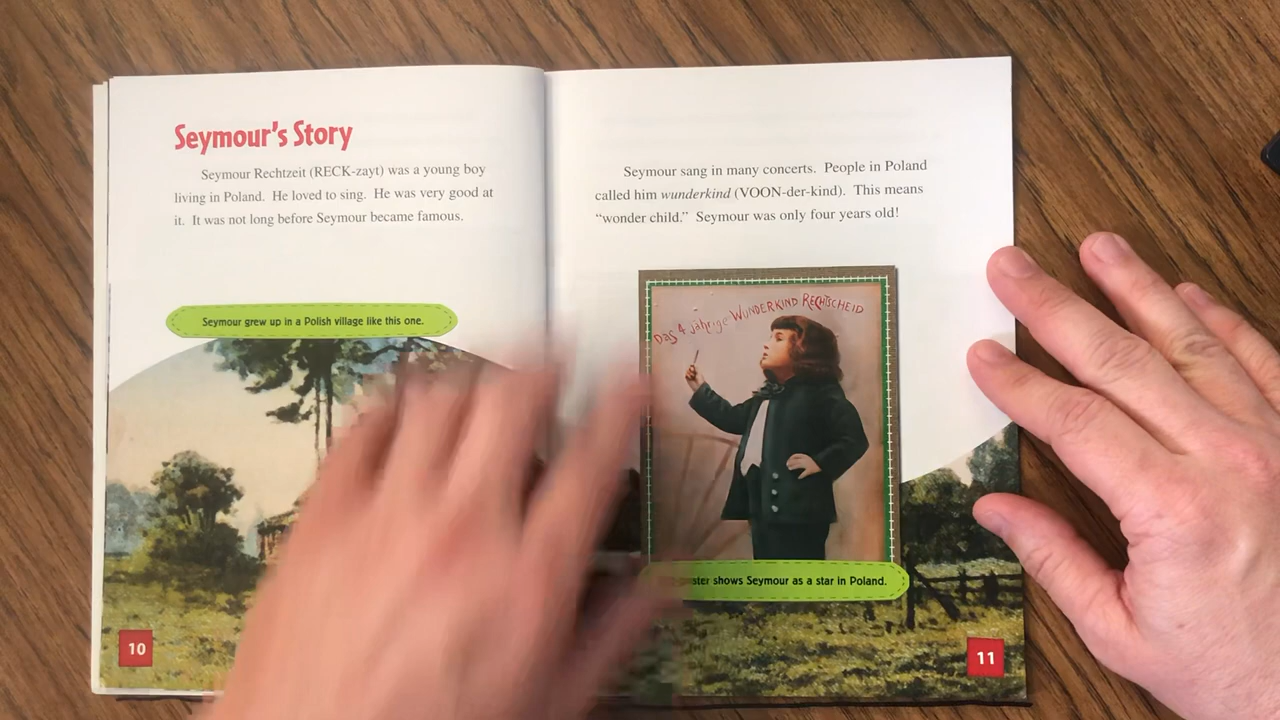 Seymour's Story
Seymour Rechtzeit (RECK-zayt) was a young boy
living in Poland. He loved to sing. He was very good at
it. It was not long before Seymour became famous.
Seymour grew up in a Polish village like this one.
10
Seymour sang in many concerts. People in Poland
called him wunderkind (VOON-der-kind). This means
“wonder child.” Seymour was only four years old!
Das 4 jährige WUNDERKIND RECHTSCHEID
shows Seymour as a star in Poland.
11